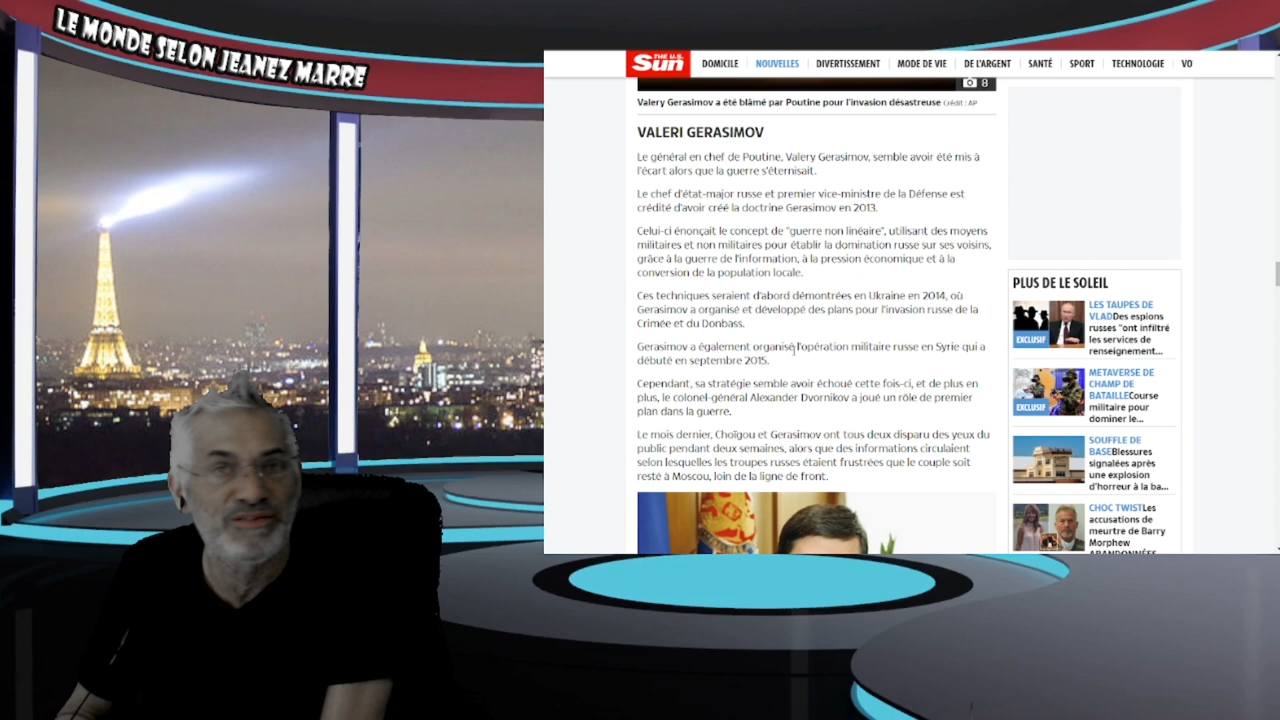 LE MONDE SELON JEANEZ MARRE
THE U.S.
Sun
DOMICILE NOUVELLES DIVERTISSEMENT MODE DE VIE DE L'ARGENT SANTÉ SPORT TECHNOLOGIE VO
8
Valery Gerasimov a été blâmé par Poutine pour l'invasion désastreuse Crédit : AP
VALERI GERASIMOV
Le général en chef de Poutine, Valery Gerasimov, semble avoir été mis à
l'écart alors que la guerre s'éternisait.
Le chef d'état-major russe et premier vice-ministre de la Défense est
crédité d'avoir créé la doctrine Gerasimov en 2013.
Celui-ci énonçait le concept de "guerre non linéaire", utilisant des moyens
militaires et non militaires pour établir la domination russe sur ses voisins,
grâce à la guerre de l'information, à la pression économique et à la
conversion de la population locale.
Ces techniques seraient d'abord démontrées en Ukraine en 2014, où
Gerasimov a organisé et développé des plans pour l'invasion russe de la
Crimée et du Donbass.
Gerasimov a également organisé l'opération militaire russe en Syrie qui a
débuté en septembre 2015.
Cependant, sa stratégie semble avoir échoué cette fois-ci, et de plus en
plus, le colonel-général Alexander Dvornikov a joué un rôle de premier
plan dans la guerre.
Le mois dernier, Choïgou et Gerasimov ont tous deux disparu des yeux du
public pendant deux semaines, alors que des informations circulaient
selon lesquelles les troupes russes étaient frustrées que le couple soit
resté à Moscou, loin de la ligne de front.
PLUS DE LE SOLEIL
EXCLUSIF
LES TAUPES DE
VLADDes espions
russes "ont infiltré
les services de
renseignement...
EXCLUSIF
METAVERSE DE
CHAMP DE
BATAILLECourse
militaire pour
dominer le...
SOUFFLE DE
BASEBlessures
signalées après
une explosion
d'horreur à la ba...
CHOC TWISTLes
accusations de
meurtre de Barry
Morphew
ABANDONNÉES